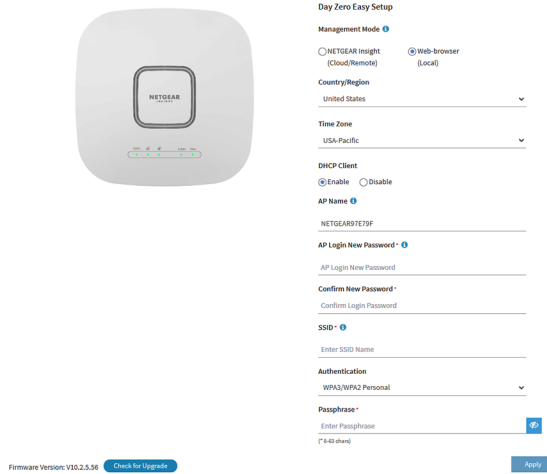 NETGEAR
INSIGHT
Day Zero Easy Setup
Management Mode
NETGEAR Insight
(Cloud/Remote)
Web-browser
(Local)
Country/Region
United States
Time Zone
USA-Pacific
DHCP Client
Enable
Disable
AP Name
NETGEAR97E79F
AP Login New Password*
AP Login New Password
Confirm New Password*
Confirm Login Password
SSID*
Enter SSID Name
Authentication
WPA3/WPA2 Personal
Passphrase*
Enter Passphrase
(* 8-63 chars)
Firmware Version: V10.2.5.56
Check for Upgrade
Apply